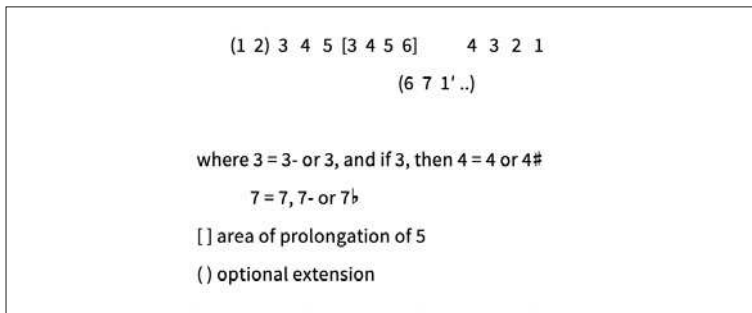 (1 2) 3 4 5 [3 4 5 6] 4 3 2 1
(6 7 1' ..)
where 3 = 3- or 3, and if 3, then 4 = 4 or 4#
7 = 7, 7- or 7♭
[ ] area of prolongation of 5
( ) optional extension